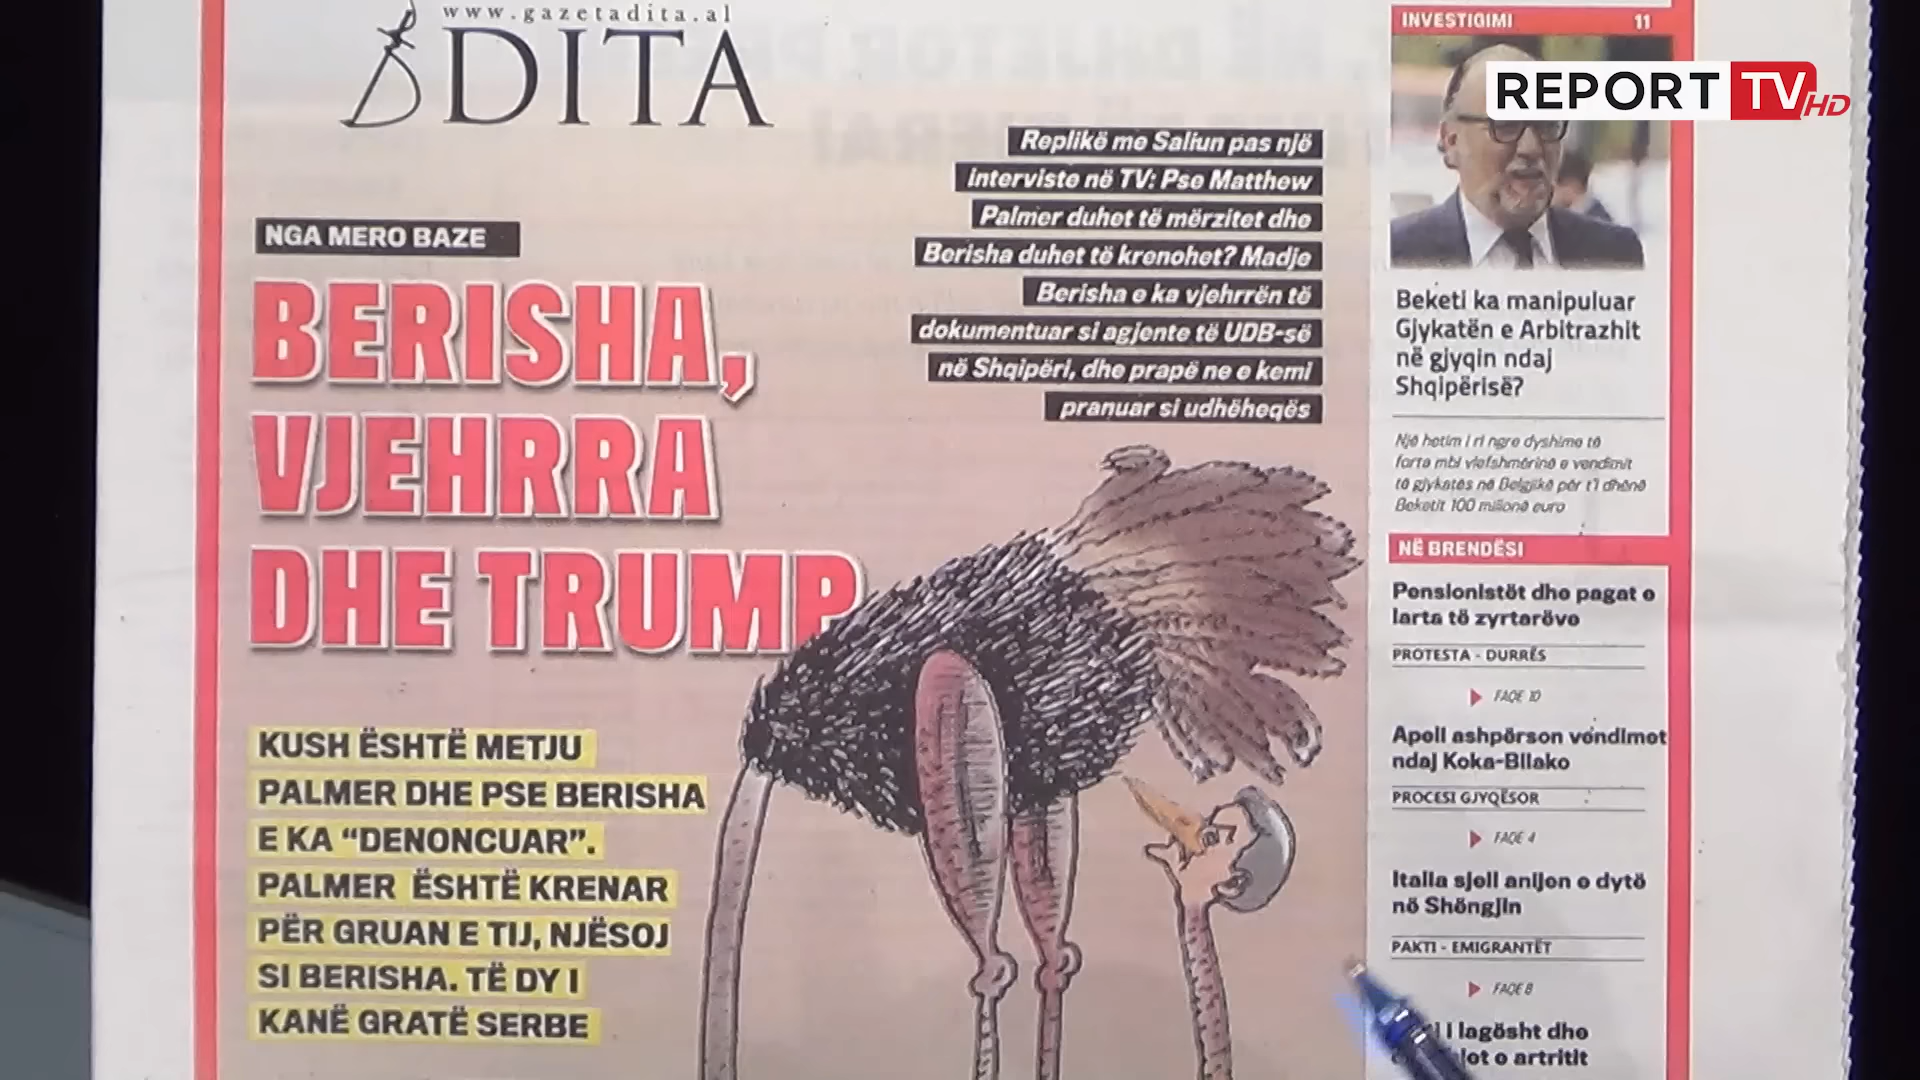 www.gazetadita.al
DITA
NGA MERO BAZE
BERISHA,
VJEHRRA
DHE TRUMP
Replikë me Saliun pas një
interviste në TV: Pse Matthew
Palmer duhet të mërzitet dhe
Berisha duhet të krenohet? Madje
Berisha e ka vjehrrën të
dokumentuar si agjente të UDB-së
në Shqipëri, dhe prapë ne e kemi
pranuar si udhëheqës
KUSH ËSHTË METJU
PALMER DHE PSE BERISHA
E KA “DENONCUAR”.
PALMER ËSHTË KRENAR
PËR GRUAN E TIJ, NJËSOJ
SI BERISHA. TË DY I
KANË GRATË SERBE
INVESTIGIMI 11
REPORT TV HD
Beketi ka manipuluar
Gjykatën e Arbitrazhit
në gjyqin ndaj
Shqipërisë?
Një hetim i ri ngre dyshime të
forta mbi vlefshmërinë e vendimit
të gjykatës në Belgjikë për t'i dhënë
Beketit 100 milionë euro
NË BRENDËSI
Pensionistët dhe pagat e
larta të zyrtarëve
PROTESTA - DURRËS
FAQE 10
Apeli ashpërson vendimet
ndaj Koka-Bllako
PROCESI GJYQËSOR
FAQE 4
Italia sjell anijen e dytë
në Shëngjin
PAKTI - EMIGRANTËT
FAQE 8
i lagësht dhe
e artritit